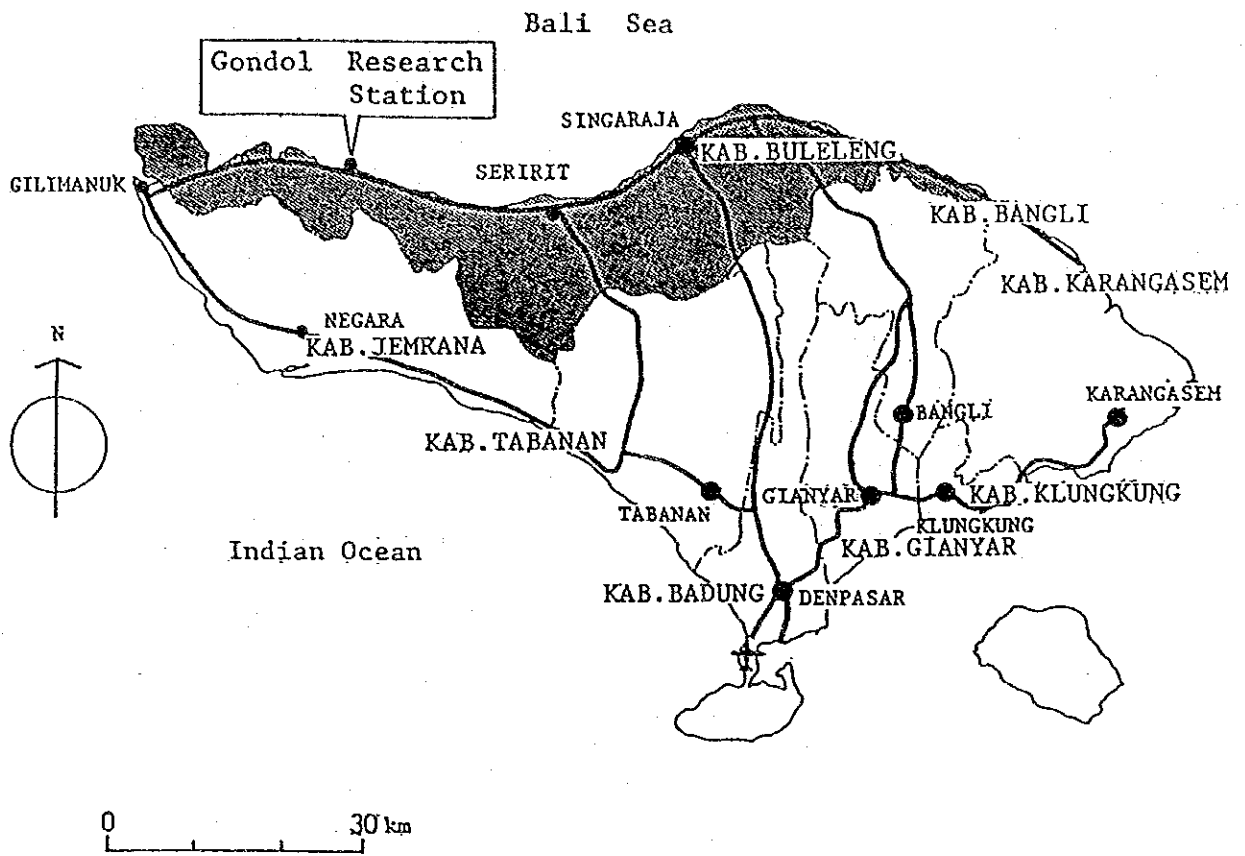 Bali Sea
Gondol Research
Station
SINGARAJA
KAB.BULELENG
GILIMANUK
SERIRIT
KAB.BANGLI
KAB.KARANGASEM
N
NEGARA
KAB.JEMRANA
KARANGASEM
BANGLI
KAB.TABANAN
TABANAN
GIANYAR
KAB.KLUNGKUNG
KLUNGKUNG
KAB.GIANYAR
Indian Ocean
KAB.BADUNG
DENPASAR
0 30 km